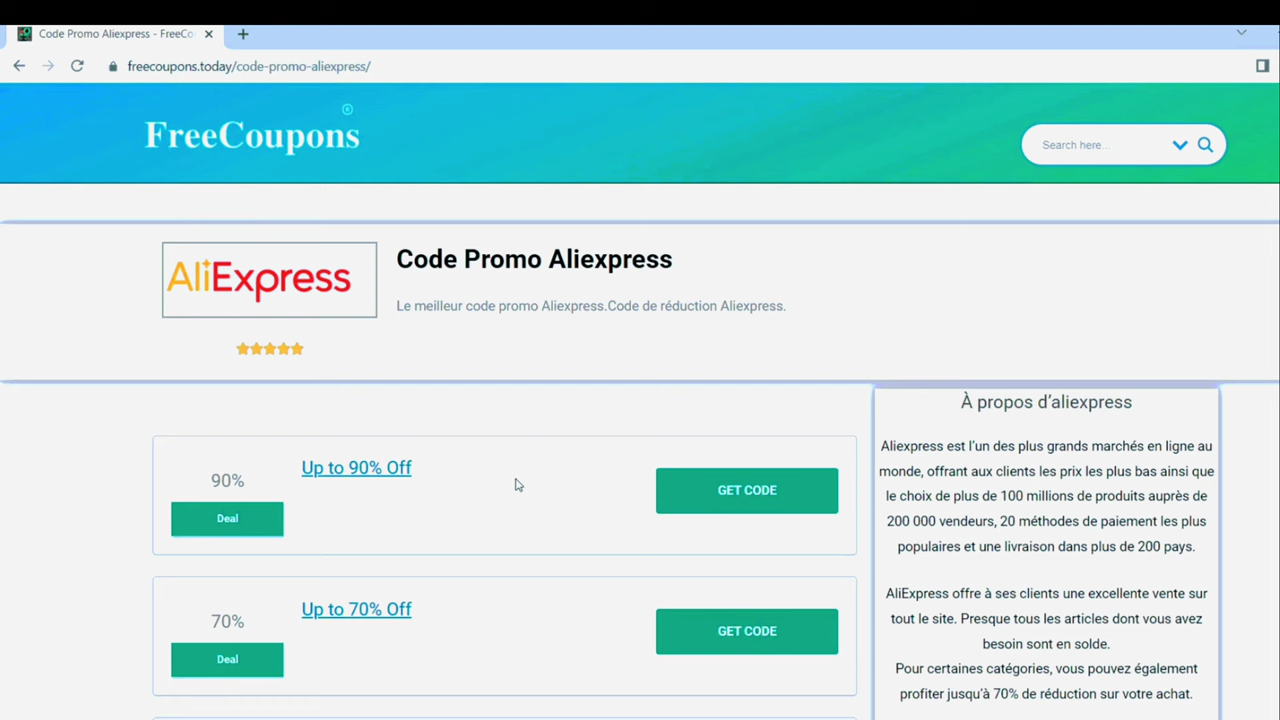 Code Promo Aliexpress - FreeCo
freecoupons.today/code-promo-aliexpress/
®
FreeCoupons
Search here...
AliExpress
Code Promo Aliexpress
Le meilleur code promo Aliexpress.Code de réduction Aliexpress.
90%
Deal
Up to 90% Off
GET CODE
70%
Deal
Up to 70% Off
GET CODE
À propos d'aliexpress
Aliexpress est l'un des plus grands marchés en ligne au
monde, offrant aux clients les prix les plus bas ainsi que
le choix de plus de 100 millions de produits auprès de
200 000 vendeurs, 20 méthodes de paiement les plus
populaires et une livraison dans plus de 200 pays.
AliExpress offre à ses clients une excellente vente sur
tout le site. Presque tous les articles dont vous avez
besoin sont en solde.
Pour certaines catégories, vous pouvez également
profiter jusqu'à 70% de réduction sur votre achat.